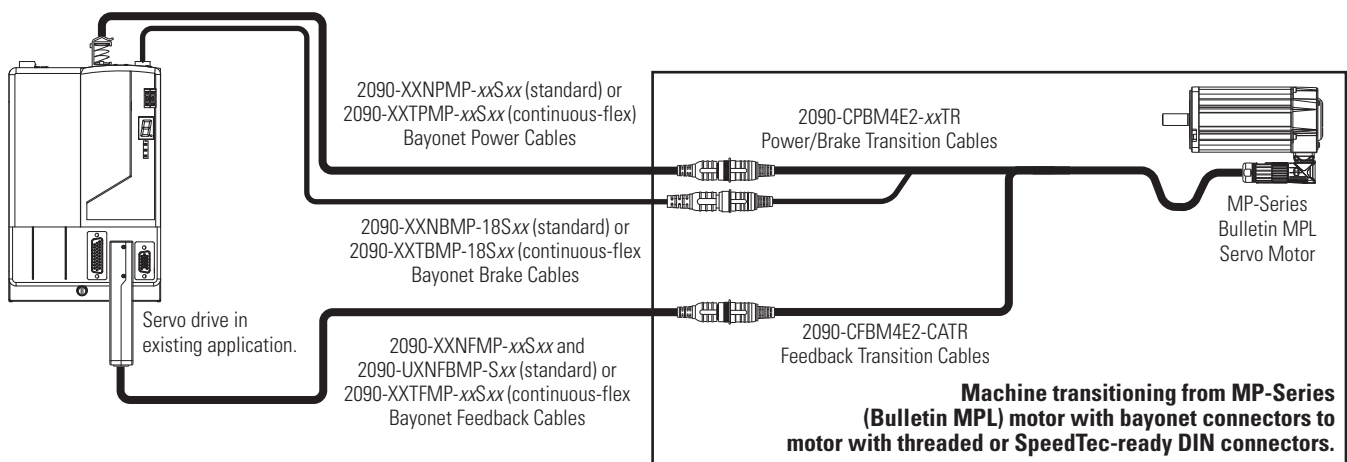 2090-XXNPMP-xxSxx (standard) or
2090-XXTPMP-xxSxx (continuous-flex)
Bayonet Power Cables
2090-CPBM4E2-xxTR
Power/Brake Transition Cables
MP-Series
Bulletin MPL
Servo Motor
2090-XXNBMP-18Sxx (standard) or
2090-XXTBMP-18Sxx (continuous-flex
Bayonet Brake Cables
Servo drive in
existing application.
2090-CFBM4E2-CATR
Feedback Transition Cables
2090-XXNFMP-xxSxx and
2090-UXNFBMP-Sxx (standard) or
2090-XXTFMP-xxSxx (continuous-flex
Bayonet Feedback Cables
Machine transitioning from MP-Series
(Bulletin MPL) motor with bayonet connectors to
motor with threaded or SpeedTec-ready DIN connectors.